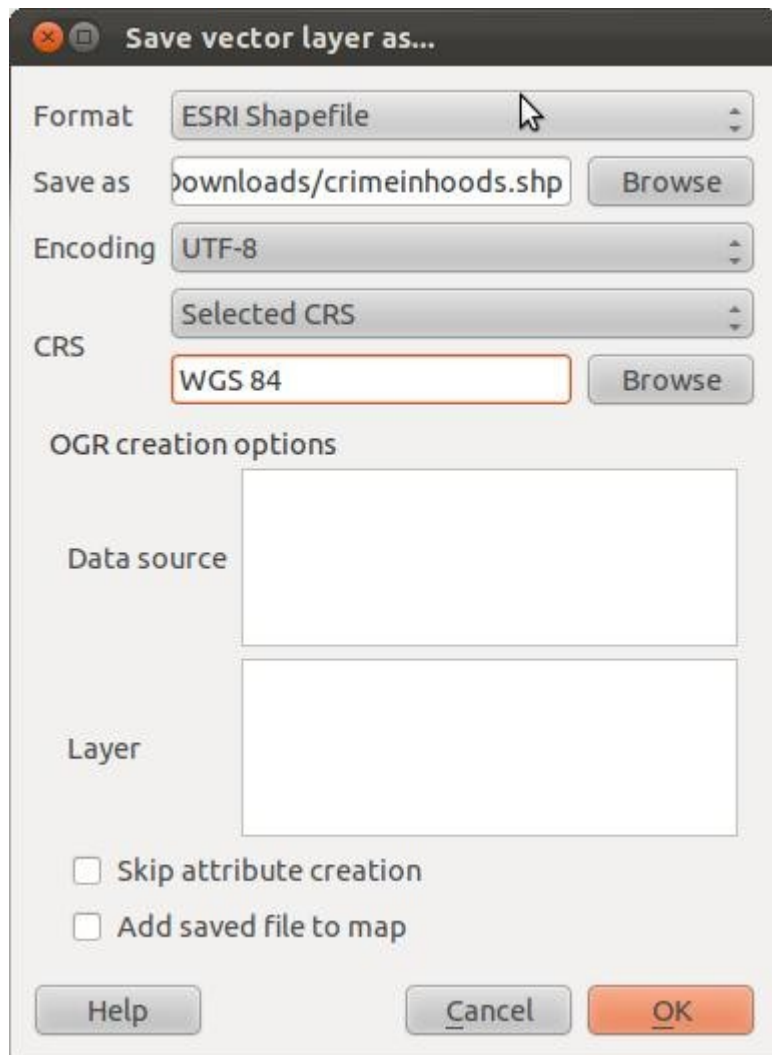 Save vector layer as...
Format ESRI Shapefile
Save as ownloads/crimeinhoods.shp Browse
Encoding UTF-8
Selected CRS
CRS
WGS 84 Browse
OGR creation options
Data source
Layer
Skip attribute creation
Add saved file to map
Help Cancel OK